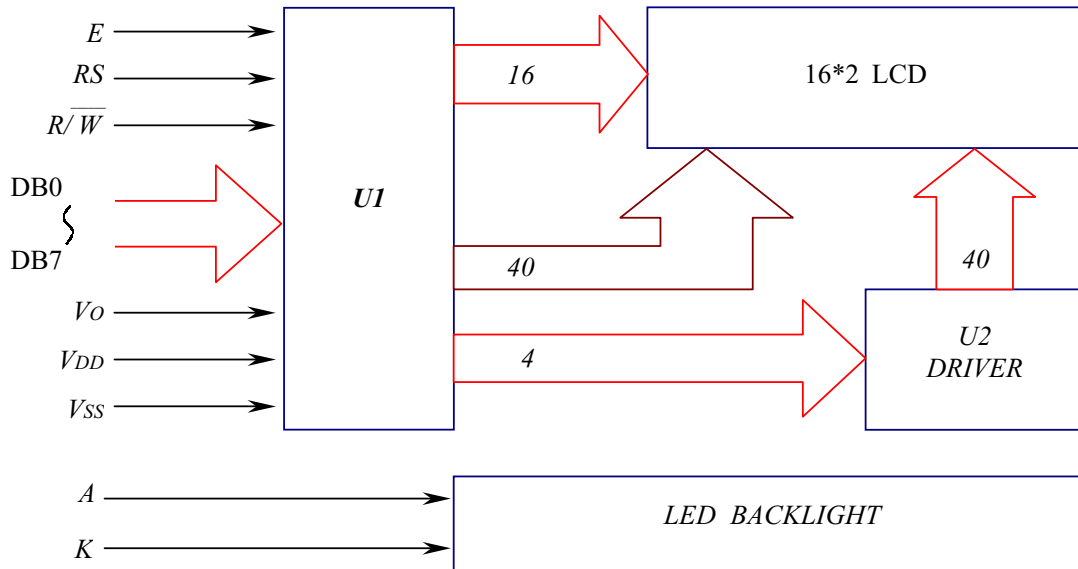 E
RS
R/W̅
DB0
DB7
VO
VDD
VSS
A
K
U1
16
40
4
16*2 LCD
40
U2
DRIVER
LED BACKLIGHT